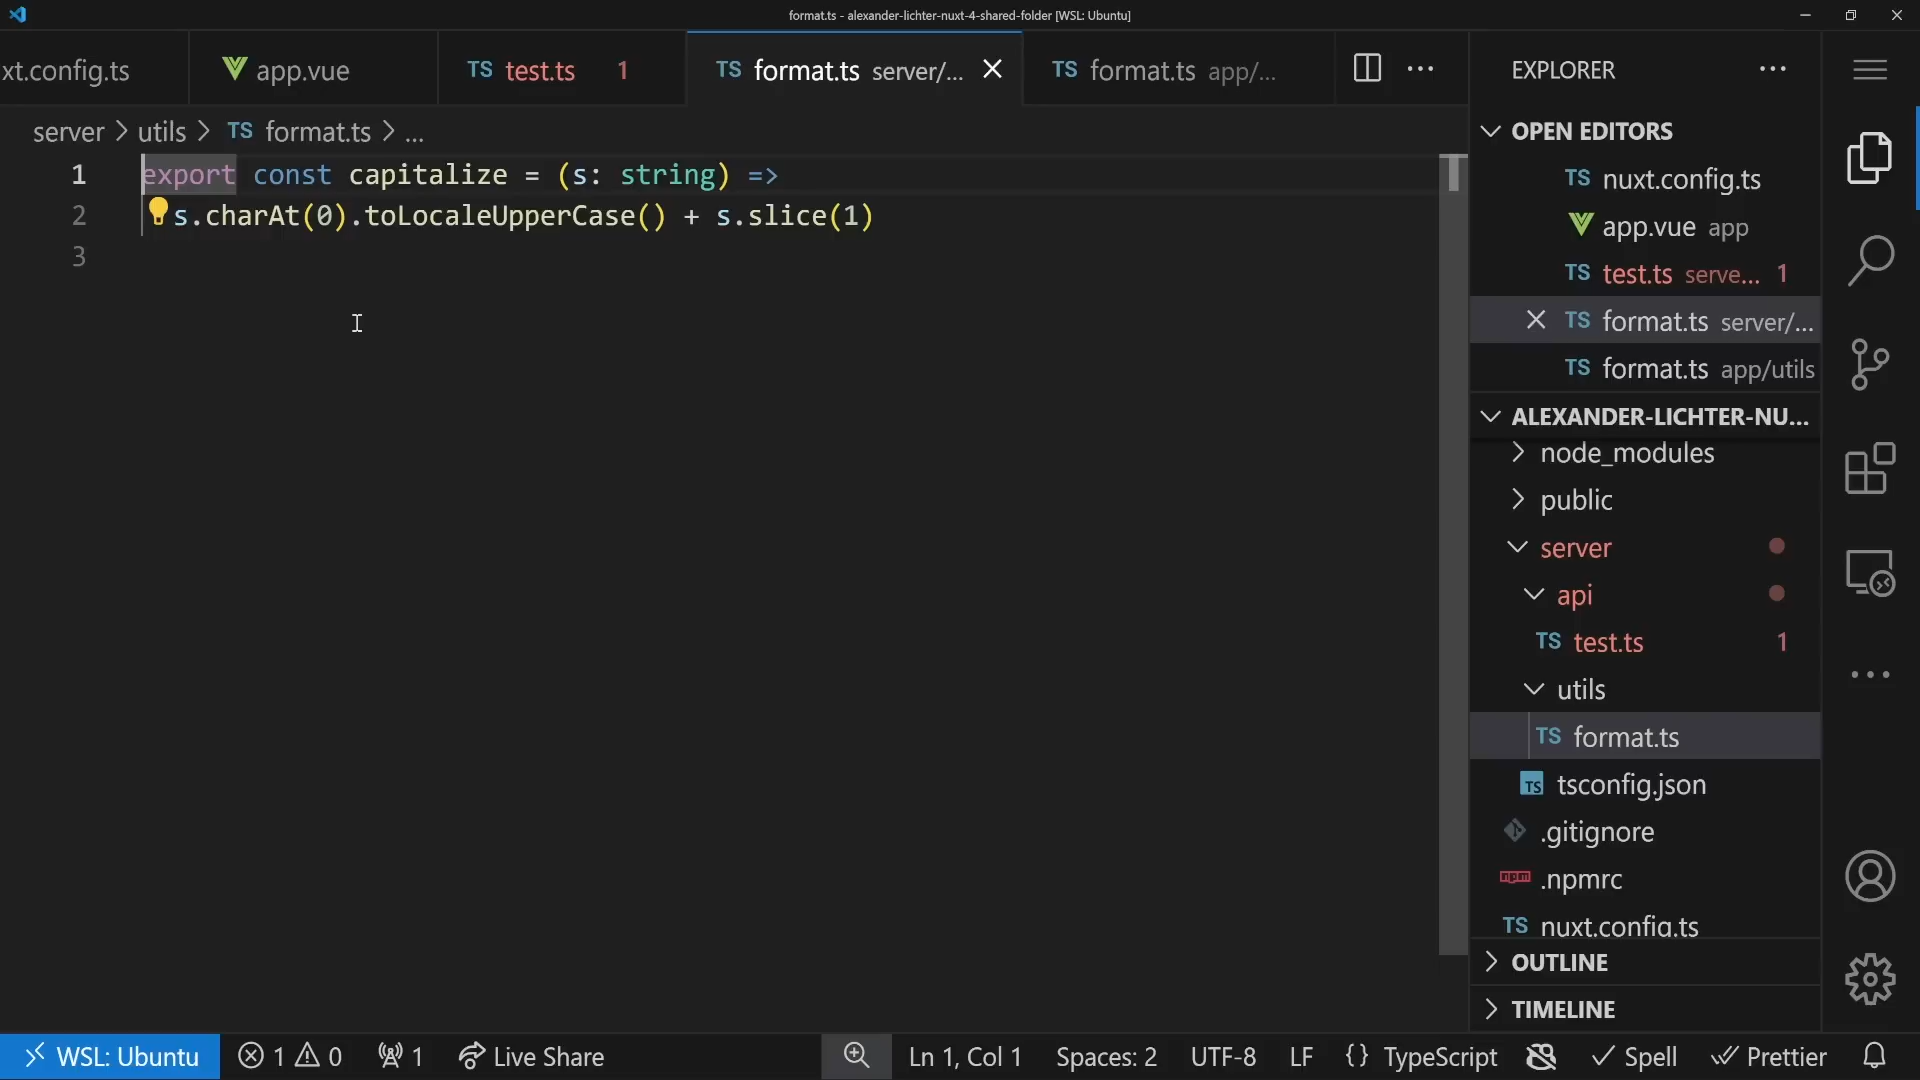 format.ts - alexander-lichter-nuxt-4-shared-folder [WSL: Ubuntu]
xt.config.ts
app.vue
TS test.ts 1
TS format.ts server/...
TS format.ts app/...
server > utils > TS format.ts > ...
1 export const capitalize = (s: string) =>
2 s.charAt(0).toLocaleUpperCase() + s.slice(1)
3
EXPLORER
OPEN EDITORS
TS nuxt.config.ts
app.vue app
TS test.ts serve... 1
TS format.ts server/...
TS format.ts app/utils
ALEXANDER-LICHTER-NU...
node_modules
public
server
api
TS test.ts 1
utils
TS format.ts
TS tsconfig.json
.gitignore
.npmrc
TS nuxt.config.ts
OUTLINE
TIMELINE
WSL: Ubuntu
1 0
1
Live Share
Ln 1, Col 1
Spaces: 2
UTF-8
LF
{} TypeScript
Spell
Prettier